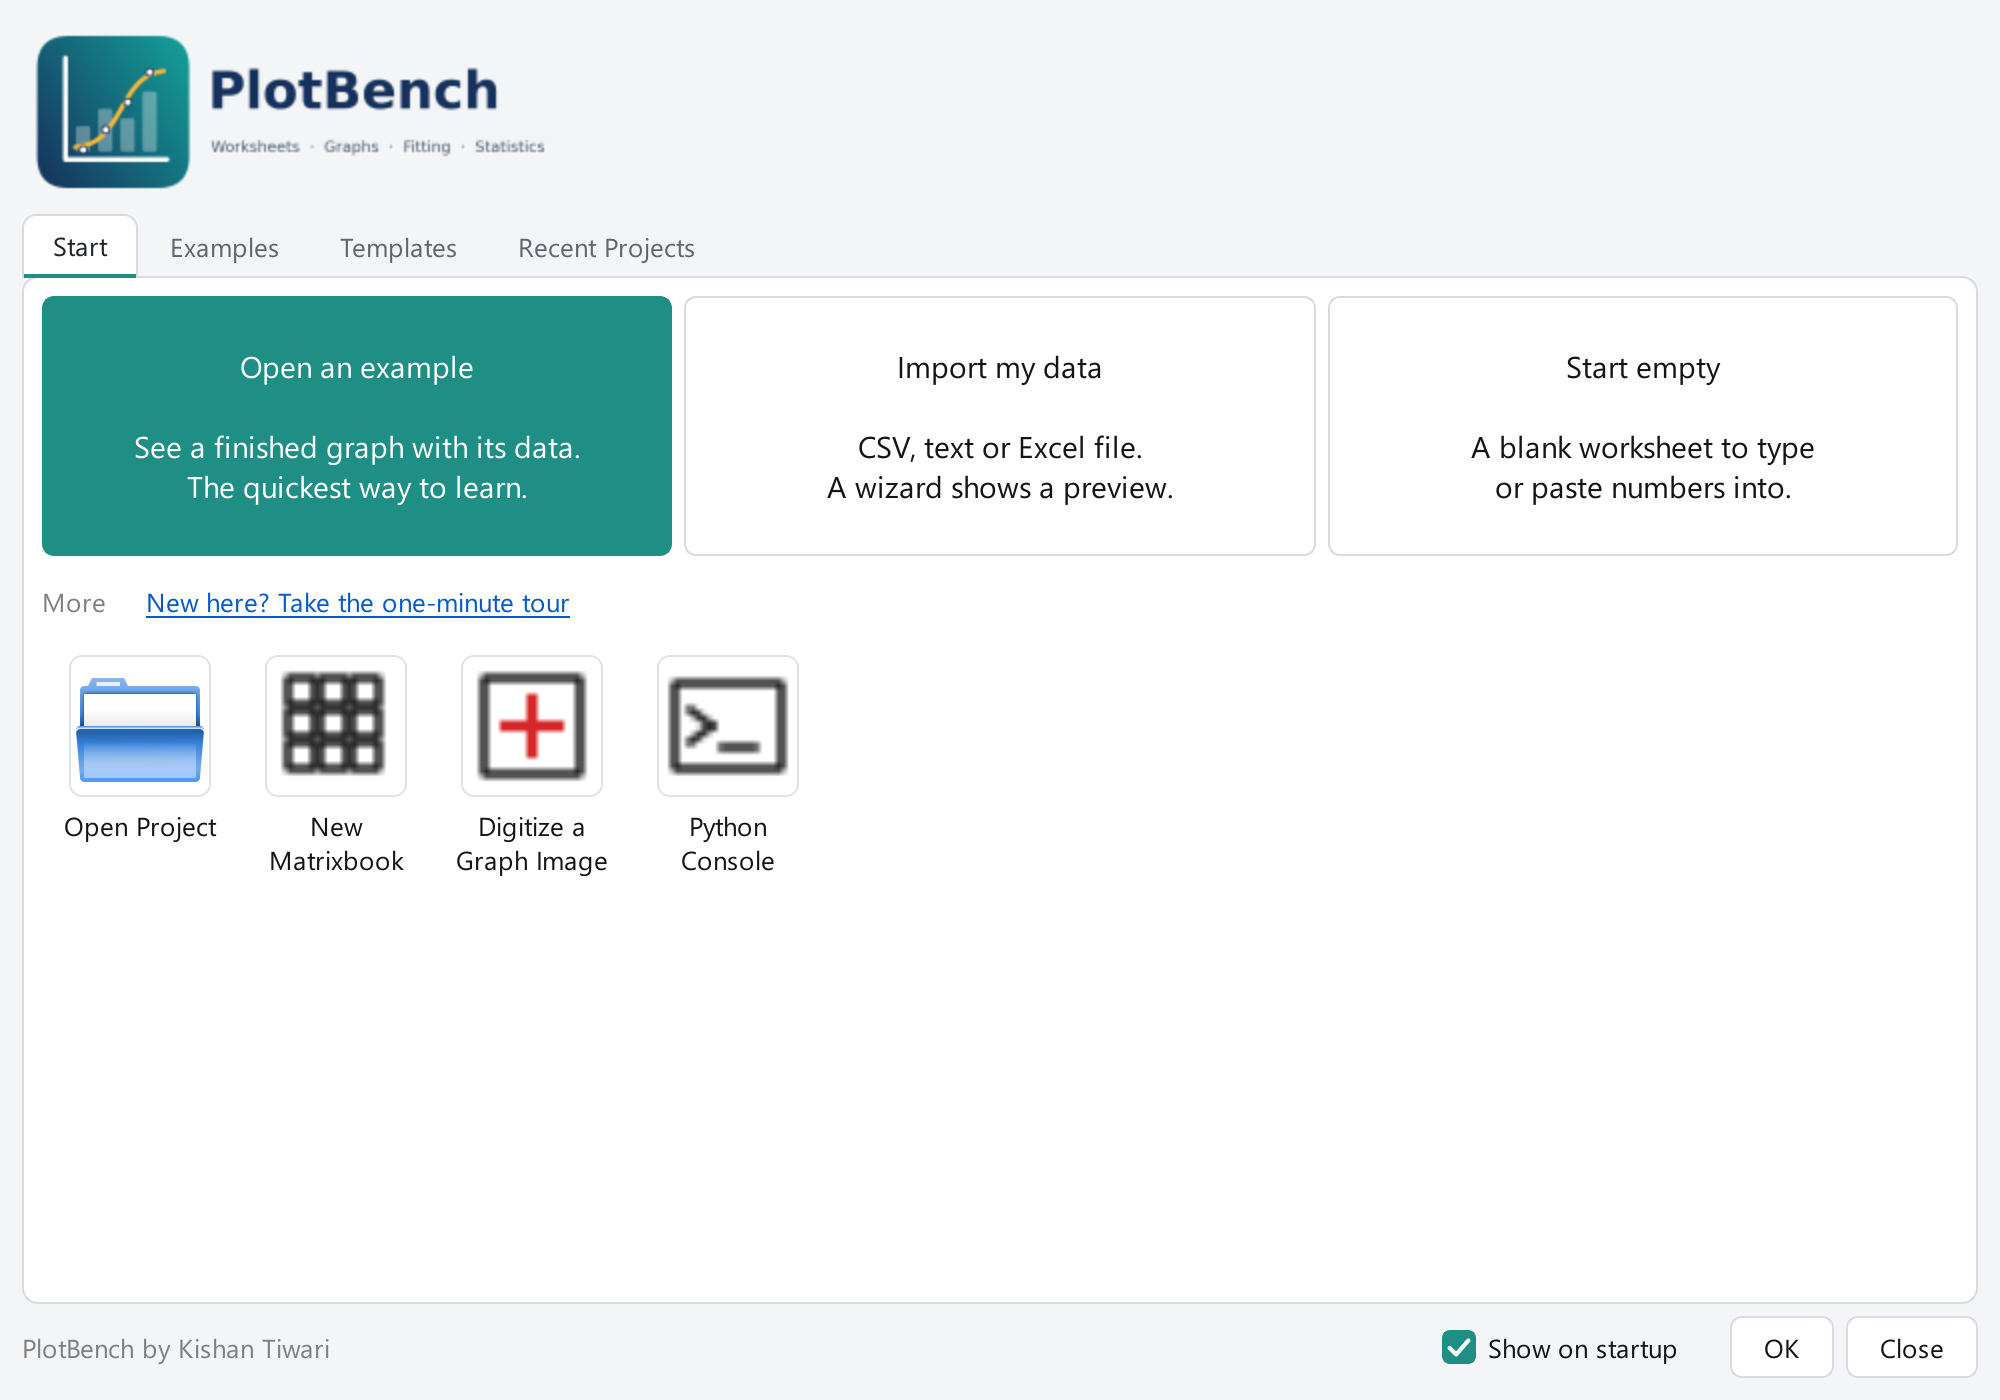 PlotBench
Worksheets · Graphs · Fitting · Statistics
Start
Examples
Templates
Recent Projects
Open an example
See a finished graph with its data.
The quickest way to learn.
Import my data
CSV, text or Excel file.
A wizard shows a preview.
Start empty
A blank worksheet to type
or paste numbers into.
More
New here? Take the one-minute tour
Open Project
New
Matrixbook
Digitize a
Graph Image
Python
Console
PlotBench by Kishan Tiwari
Show on startup
OK
Close